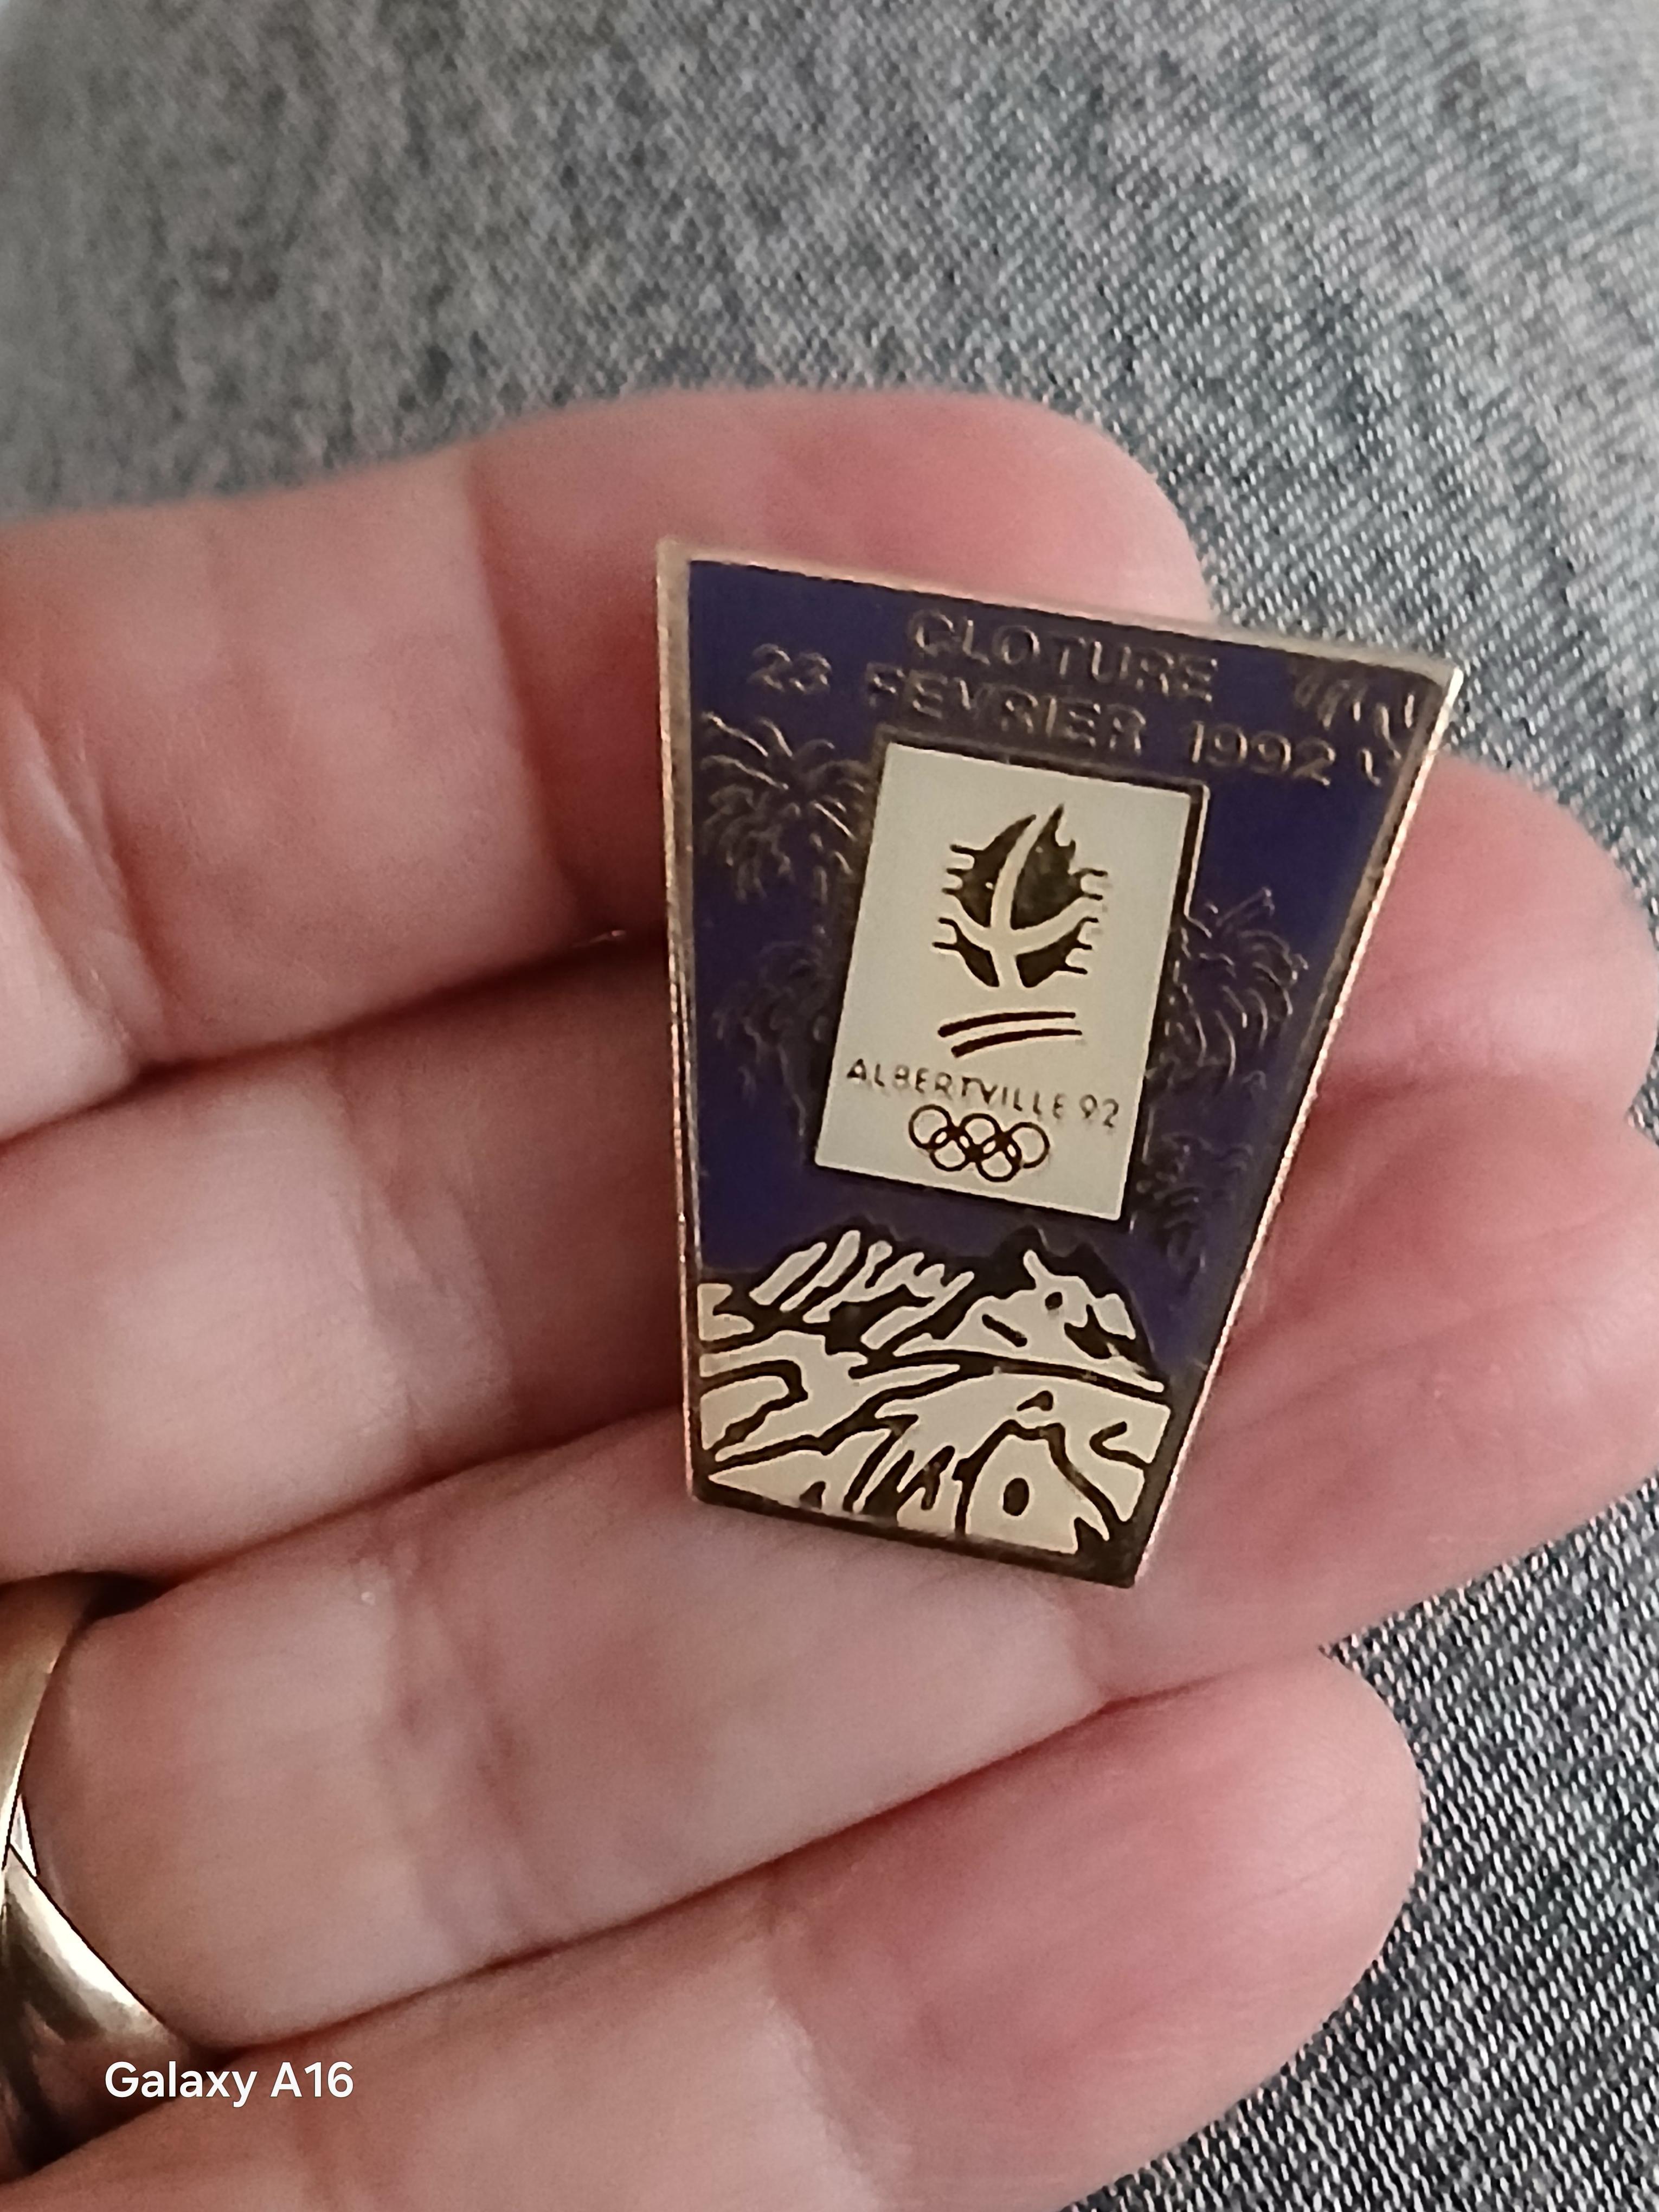 CLOTURE
23 FEVRIER 1992
ALBERTVILLE 92
Galaxy A16